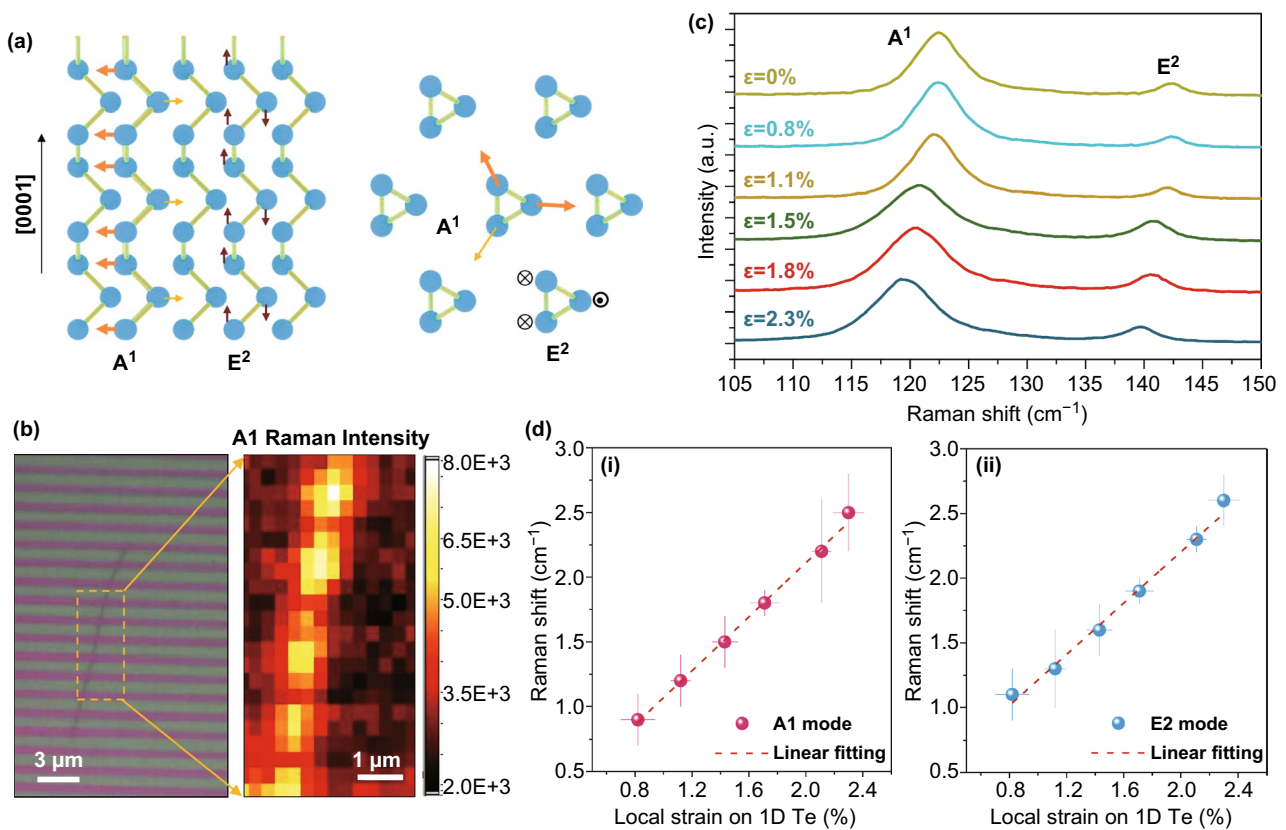 (a)
[0001]
A¹
E²
A¹
E²
(b)
A1 Raman Intensity
3 µm
1 µm
8.0E+3
6.5E+3
5.0E+3
3.5E+3
2.0E+3
(c)
A¹
E²
ε=0%
ε=0.8%
ε=1.1%
ε=1.5%
ε=1.8%
ε=2.3%
Intensity (a.u.)
105 110 115 120 125 130 135 140 145 150
Raman shift (cm⁻¹)
(d)
(i)
3.0
2.5
2.0
1.5
1.0
0.5
Raman shift (cm⁻¹)
A1 mode
Linear fitting
0.8 1.2 1.6 2.0 2.4
Local strain on 1D Te (%)
(ii)
3.0
2.5
2.0
1.5
1.0
0.5
Raman shift (cm⁻¹)
E2 mode
Linear fitting
0.8 1.2 1.6 2.0 2.4
Local strain on 1D Te (%)